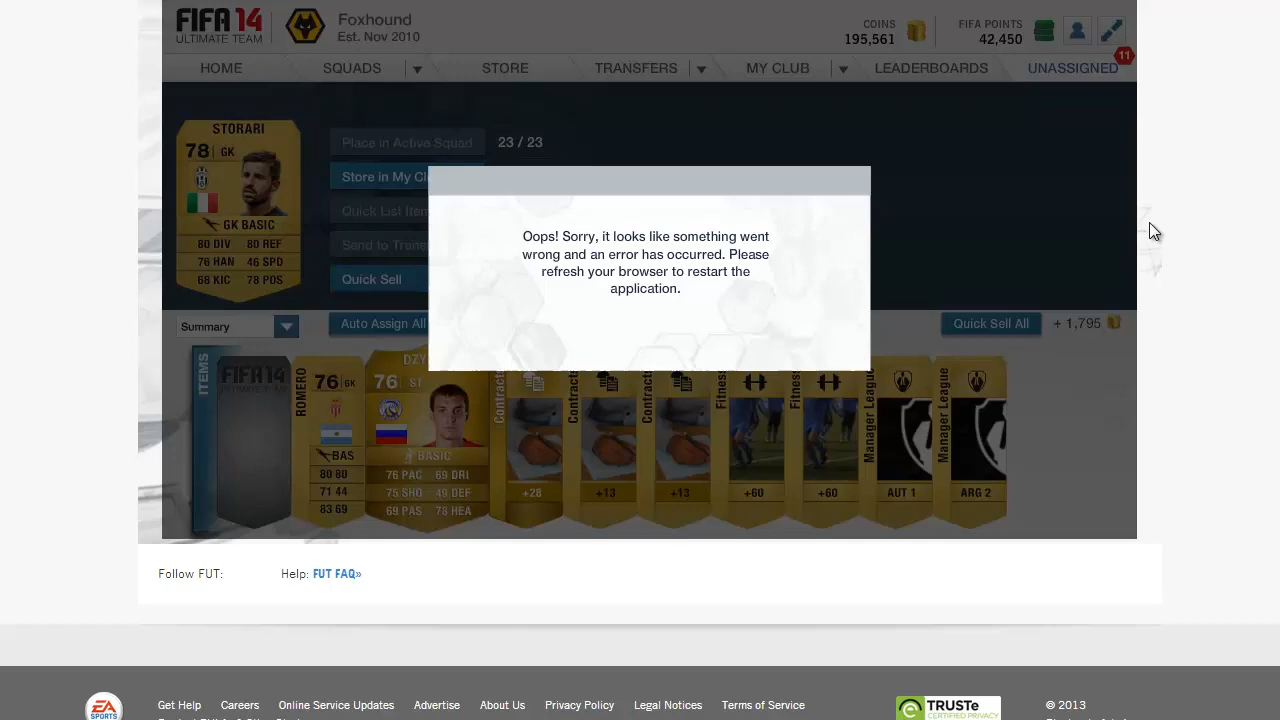 FIFA 14
ULTIMATE TEAM
Foxhound
Est. Nov 2010
COINS
195,561
FIFA POINTS
42,450
HOME
SQUADS
STORE
TRANSFERS
MY CLUB
LEADERBOARDS
UNASSIGNED
11
STORARI
78 GK
GK BASIC
80 DIV 80 REF
76 HAN 46 SPD
68 KIC 78 POS
Place in Active Squad
23 / 23
Store in My
Quick List Item
Send to
Quick Sell
Oops! Sorry, it looks like something went
wrong and an error has occurred. Please
refresh your browser to restart the
application.
Summary
Auto Assign All
Quick Sell All
+ 1,795
ITEMS
FIFA 14
ULTIMATE TEAM
ROMERO
76 GK
BAS
80 80
71 44
83 69
76 ST
BASIC
76 PAC 69 DRI
75 SHO 49 DEF
69 PAS 78 HEA
Contract
+28
Contract
+13
Contract
+13
Fitness
+60
Fitness
+60
Manager League
AUT 1
Manager League
ARG 2
Follow FUT:
Help: FUT FAQ»
EA
SPORTS
Get Help
Careers
Online Service Updates
Advertise
About Us
Privacy Policy
Legal Notices
Terms of Service
TRUSTe
CERTIFIED PRIVACY
© 2013